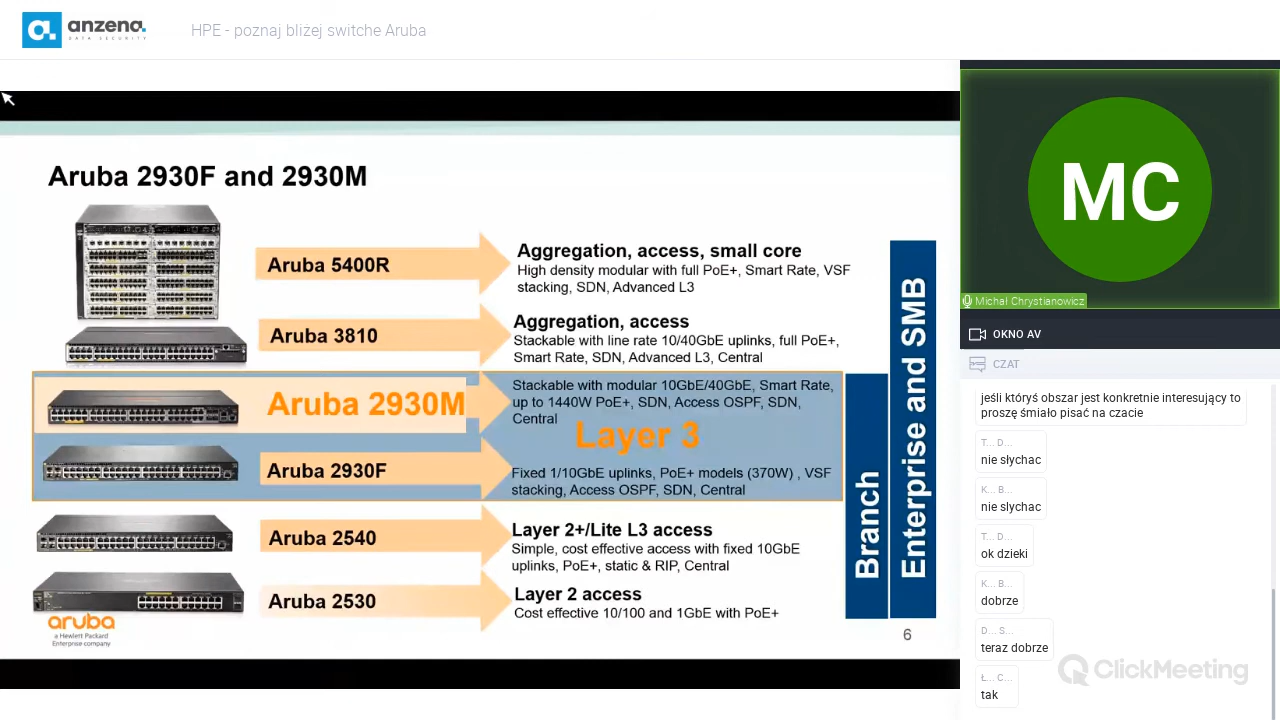 anzena.
DATA SECURITY
HPE - poznaj bliżej switche Aruba
Aruba 2930F and 2930M
Aruba 5400R
Aggregation, access, small core
High density modular with full PoE+, Smart Rate, VSF
stacking, SDN, Advanced L3
Aruba 3810
Aggregation, access
Stackable with line rate 10/40GbE uplinks, full PoE+,
Smart Rate, SDN, Advanced L3, Central
Aruba 2930M
Stackable with modular 10GbE/40GbE, Smart Rate,
up to 1440W PoE+, SDN, Access OSPF, SDN,
Central
Layer 3
Aruba 2930F
Fixed 1/10GbE uplinks, PoE+ models (370W) , VSF
stacking, Access OSPF, SDN, Central
Aruba 2540
Layer 2+/Lite L3 access
Simple, cost effective access with fixed 10GbE
uplinks, PoE+, static & RIP, Central
Aruba 2530
Layer 2 access
Cost effective 10/100 and 1GbE with PoE+
Branch
Enterprise and SMB
aruba
a Hewlett Packard
Enterprise company
6
MC
Michał Chrystianowicz
OKNO AV
CZAT
jeśli któryś obszar jest konkretnie interesujący to
proszę śmiało pisać na czacie
T... D...
nie słychac
K... B...
nie slychac
T... D...
ok dzieki
K... B...
dobrze
D... S...
teraz dobrze
Ł... C...
tak
ClickMeeting